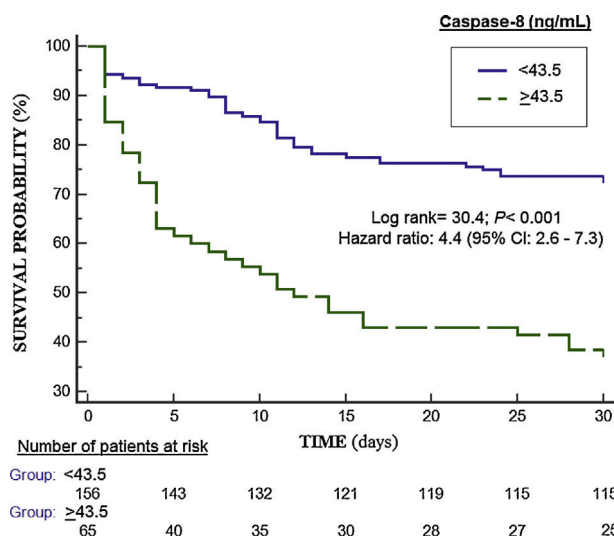 Caspase-8 (ng/mL)
<43.5
≥43.5
100
90
80
70
60
50
40
30
SURVIVAL PROBABILITY (%)
Log rank= 30.4; P< 0.001
Hazard ratio: 4.4 (95% CI: 2.6 - 7.3)
0 5 10 15 20 25 30
TIME (days)
Number of patients at risk
Group: <43.5
156 143 132 121 119 115 115
Group: ≥43.5
65 40 35 30 28 27 25